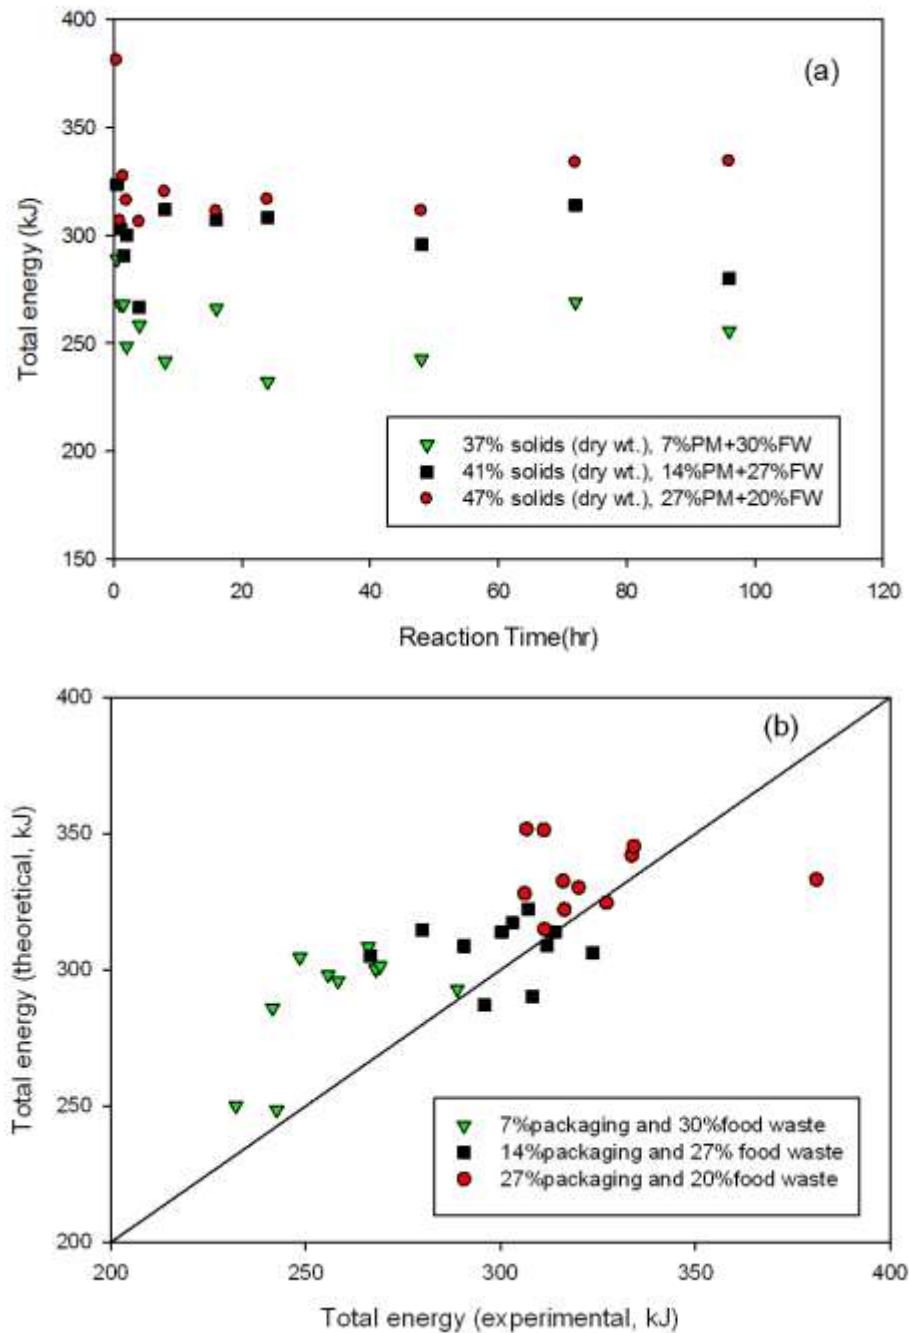 400
350
300
250
200
150
Total energy (kJ)
(a)
37% solids (dry wt.), 7%PM+30%FW
41% solids (dry wt.), 14%PM+27%FW
47% solids (dry wt.), 27%PM+20%FW
0 20 40 60 80 100 120
Reaction Time(hr)
400
350
300
250
200
Total energy (theoretical, kJ)
(b)
7%packaging and 30%food waste
14%packaging and 27% food waste
27%packaging and 20%food waste
200 250 300 350 400
Total energy (experimental, kJ)